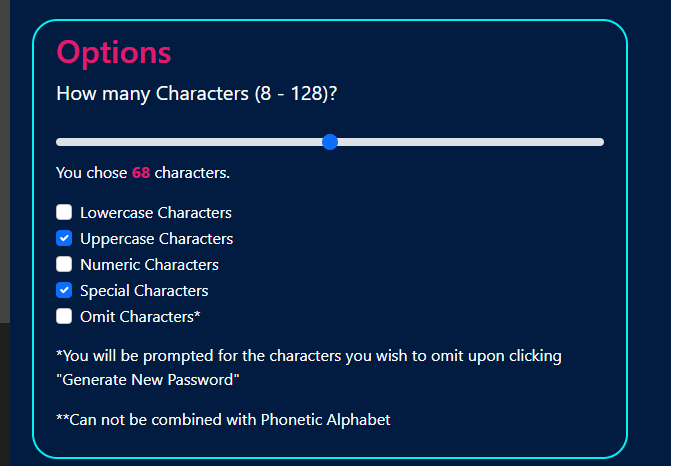 Options
How many Characters (8 - 128)?
You chose 68 characters.
Lowercase Characters
Uppercase Characters
Numeric Characters
Special Characters
Omit Characters*
*You will be prompted for the characters you wish to omit upon clicking
"Generate New Password"
**Can not be combined with Phonetic Alphabet